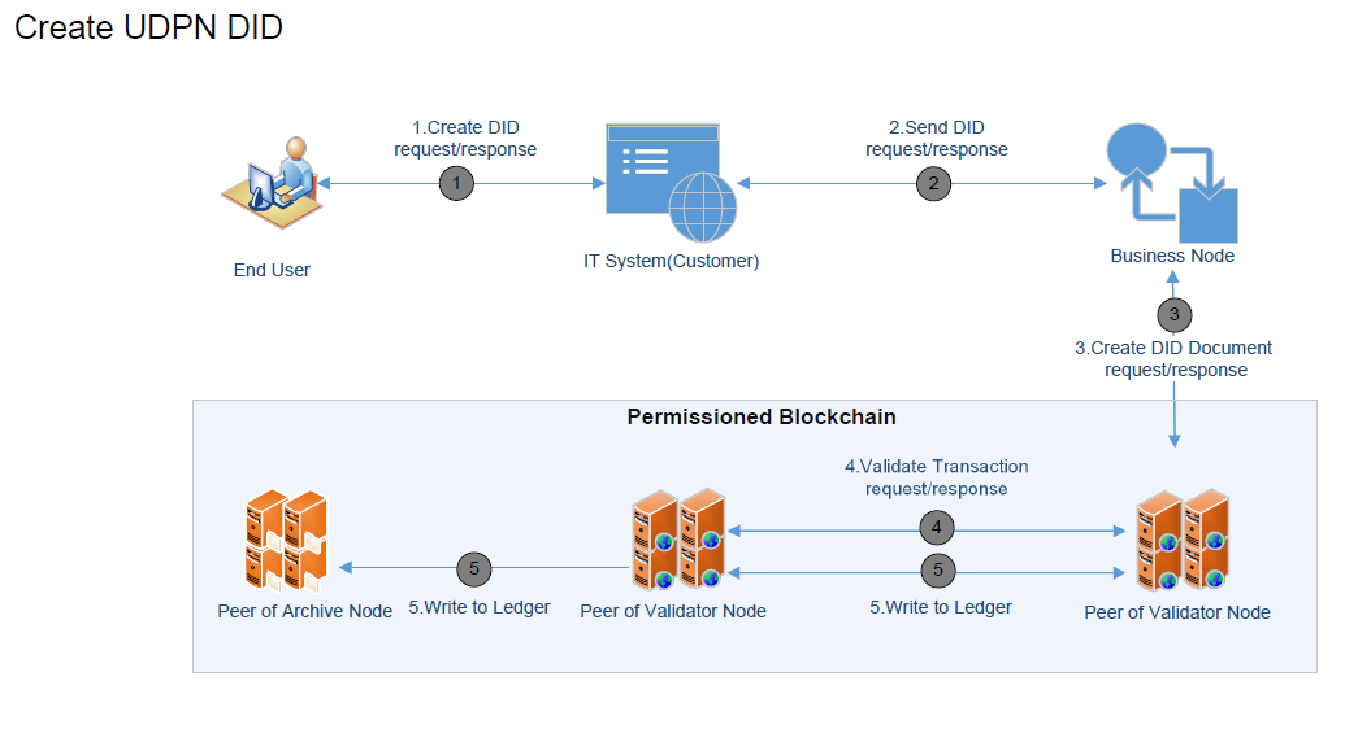 Create UDPN DID
1.Create DID
request/response
1
2.Send DID
request/response
2
End User
IT System(Customer)
Business Node
3
3.Create DID Document
request/response
Permissioned Blockchain
4.Validate Transaction
request/response
4
5
5
Peer of Archive Node
5.Write to Ledger
Peer of Validator Node
5.Write to Ledger
Peer of Validator Node